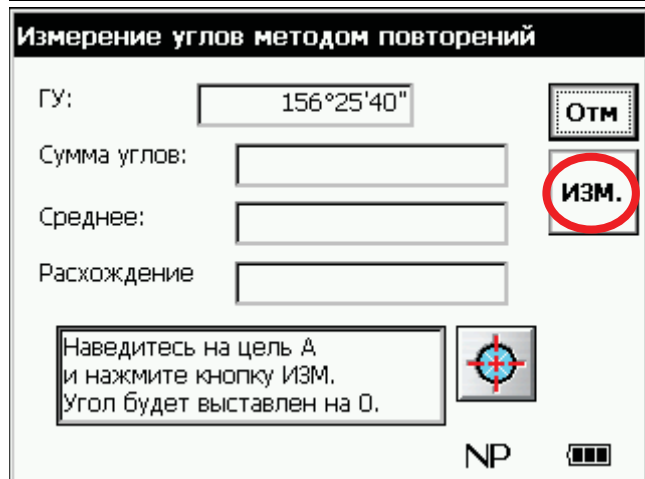 Измерение углов методом повторений
ГУ: 156°25'40"
Отм
Сумма углов:
ИЗМ.
Среднее:
Расхождение
Наведитесь на цель А
и нажмите кнопку ИЗМ.
Угол будет выставлен на 0.
NP